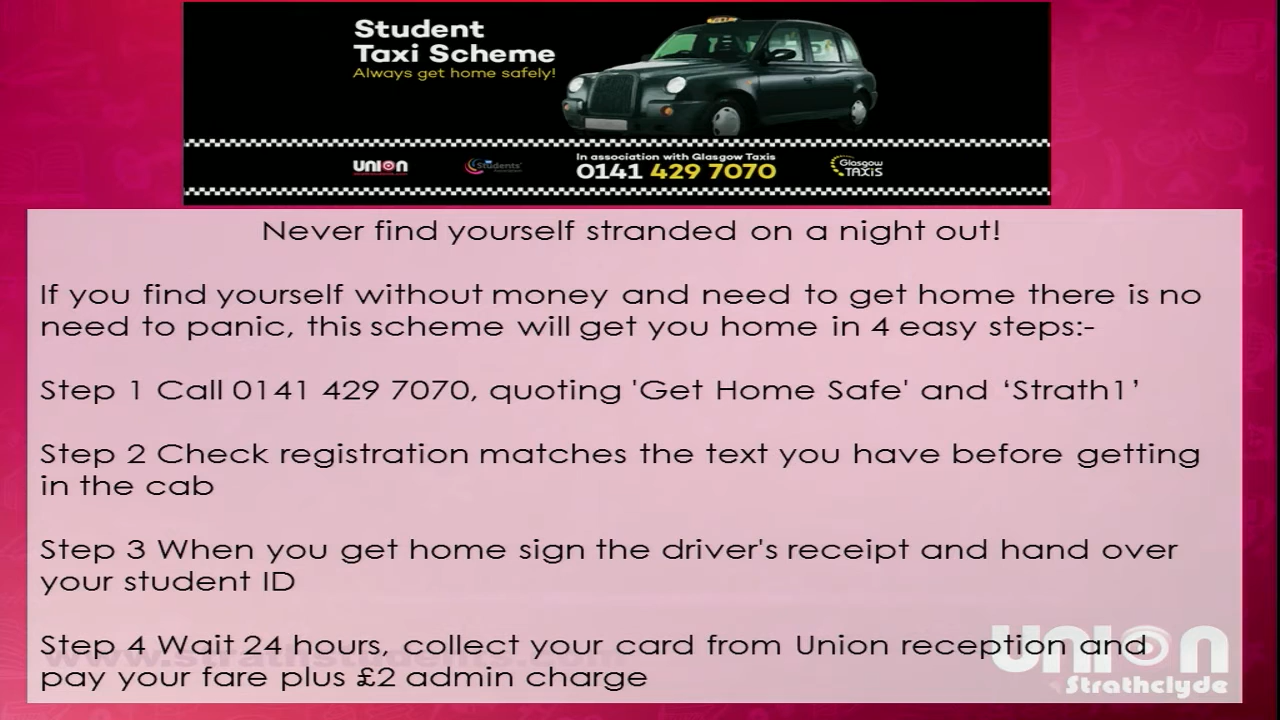 Student
Taxi Scheme
Always get home safely!
UNION
Students'
In association with Glasgow Taxis
0141 429 7070
Glasgow
TAXIS
Never find yourself stranded on a night out!
If you find yourself without money and need to get home there is no
need to panic, this scheme will get you home in 4 easy steps:-
Step 1 Call 0141 429 7070, quoting 'Get Home Safe' and ‘Strath1’
Step 2 Check registration matches the text you have before getting
in the cab
Step 3 When you get home sign the driver's receipt and hand over
your student ID
Step 4 Wait 24 hours, collect your card from Union reception and
pay your fare plus £2 admin charge
www.strathstudents.com
UNION
Strathclyde